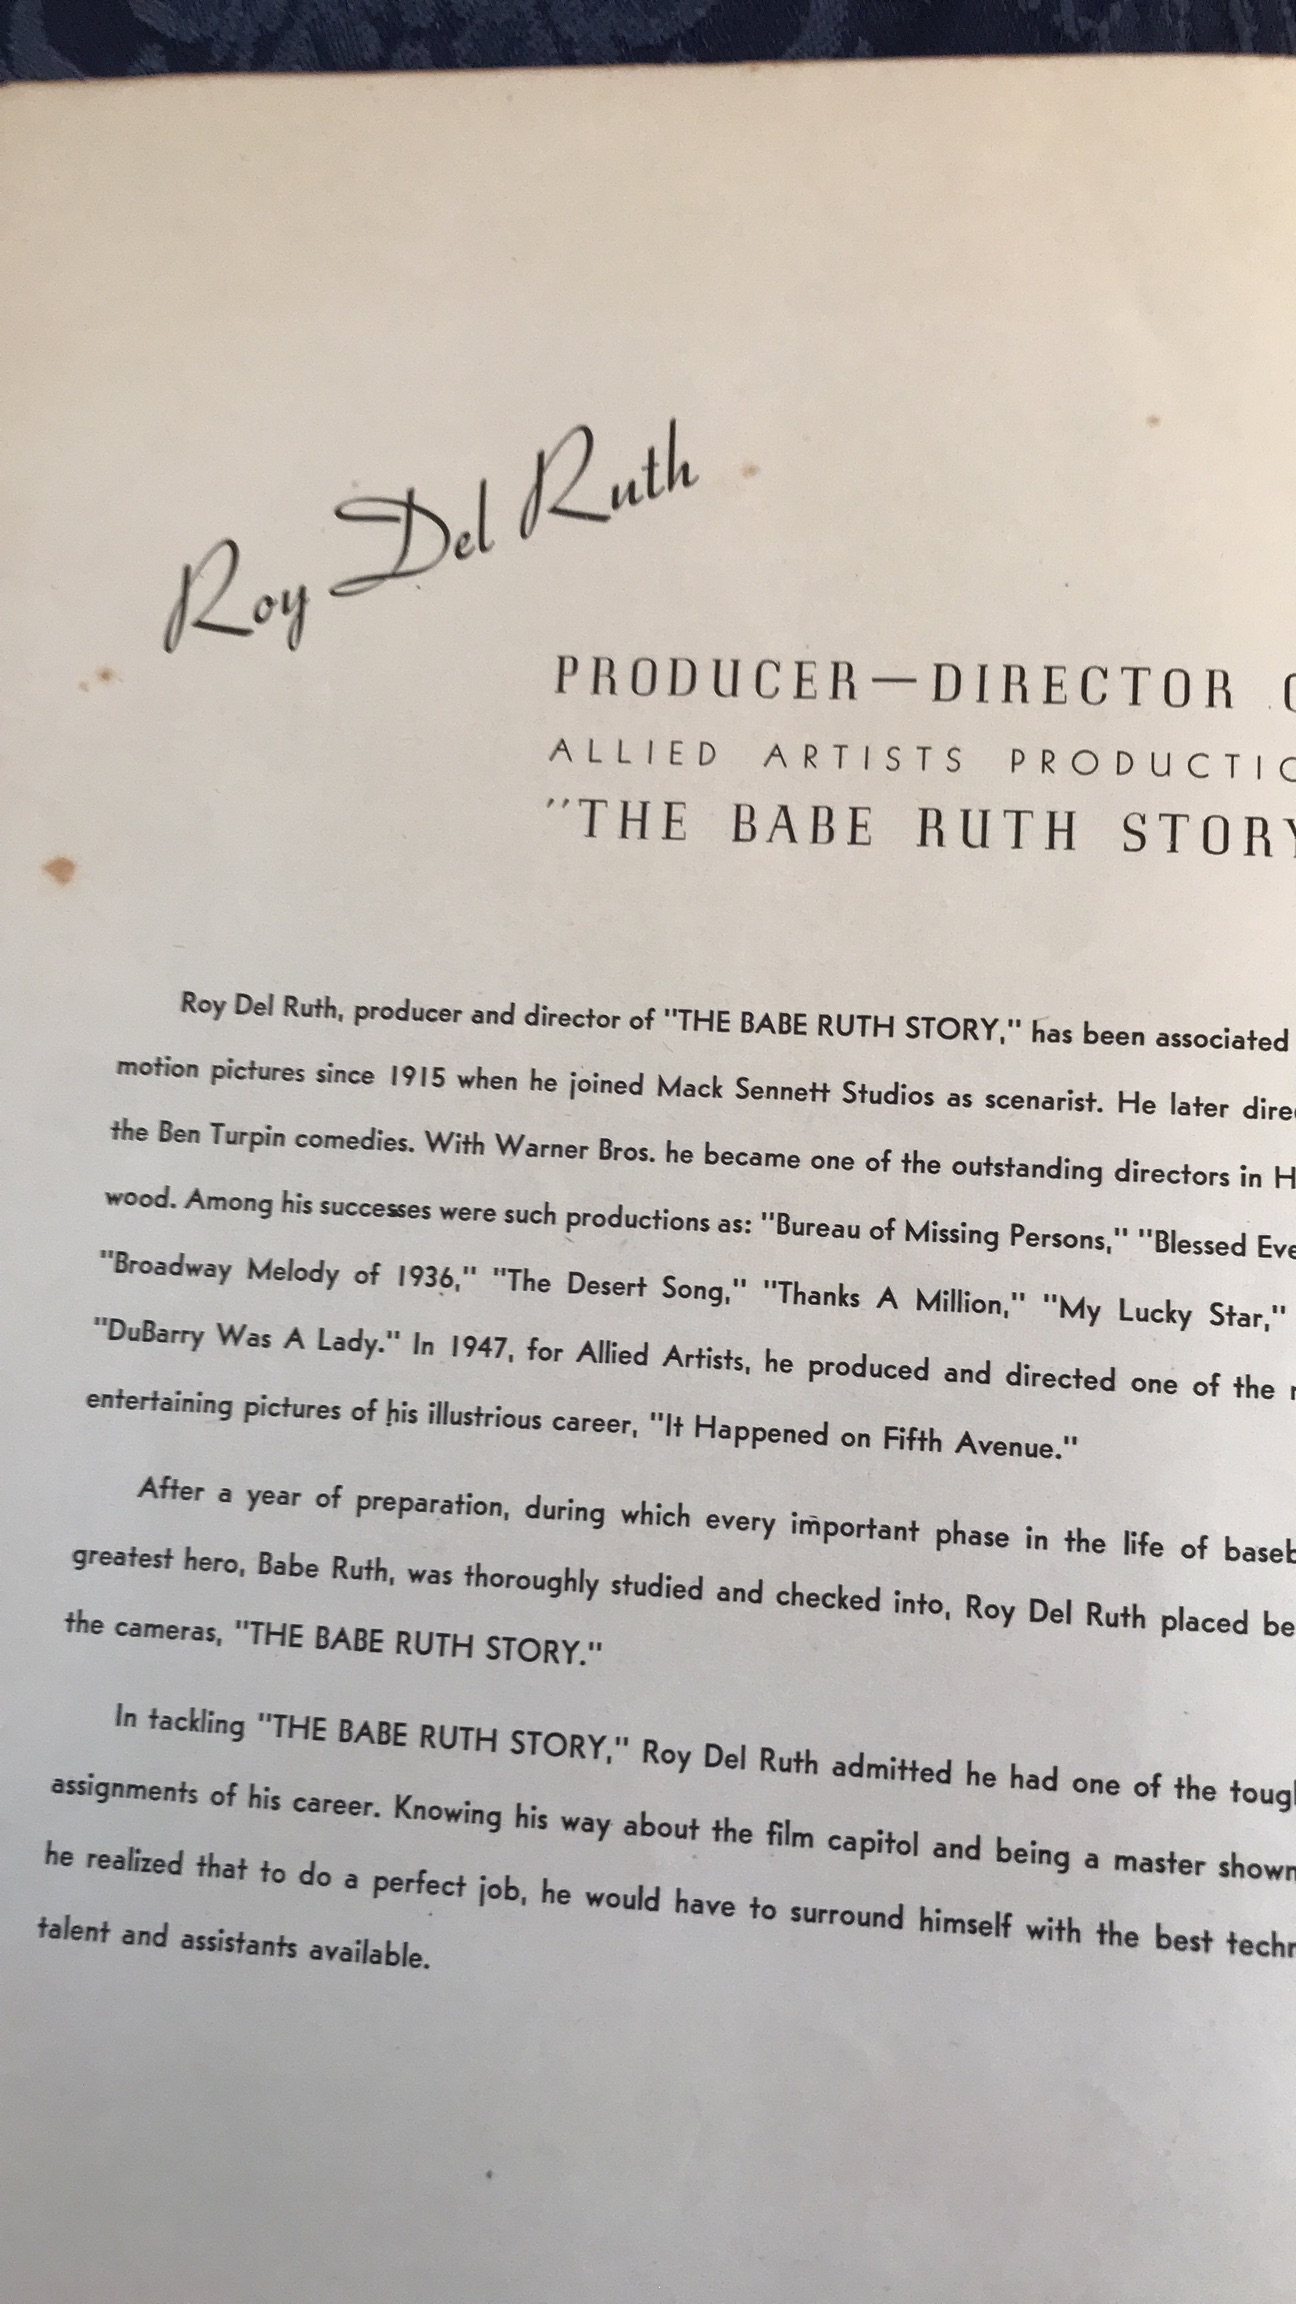 Roy Del Ruth
PRODUCER—DIRECTOR
ALLIED ARTISTS
"THE BABE RUTH STORY
Roy Del Ruth, producer and director of "THE BABE RUTH STORY," has been associated
motion pictures since 1915 when he joined Mack Sennett Studios as scenarist. He later
the Ben Turpin comedies. With Warner Bros. he became one of the outstanding directors in
wood. Among his successes were such productions as: "Bureau of Missing Persons," "Blessed
"Broadway Melody of 1936," "The Desert Song," "Thanks A Million," "My Lucky Star,"
"DuBarry Was A Lady." In 1947, for Allied Artists, he produced and directed one of the
entertaining pictures of his illustrious career, "It Happened on Fifth Avenue."
After a year of preparation, during which every important phase in the life of
greatest hero, Babe Ruth, was thoroughly studied and checked into, Roy Del Ruth placed
the cameras, "THE BABE RUTH STORY."
In tackling "THE BABE RUTH STORY," Roy Del Ruth admitted he had one of the
assignments of his career. Knowing his way about the film capitol and being a master
he realized that to do a perfect job, he would have to surround himself with the best
talent and assistants available.